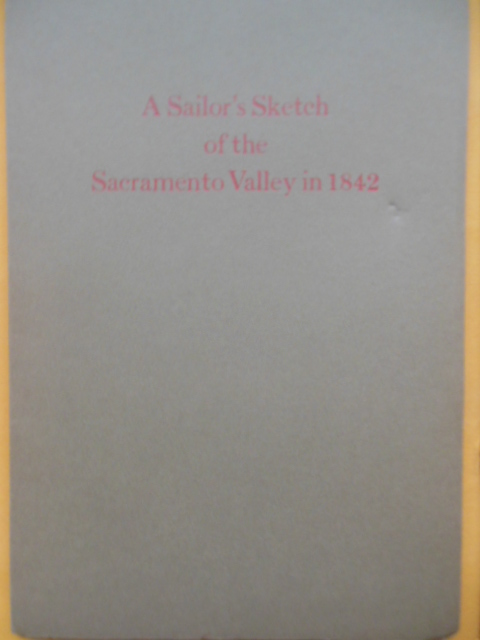 A Sailor's Sketch
of the
Sacramento Valley in 1842